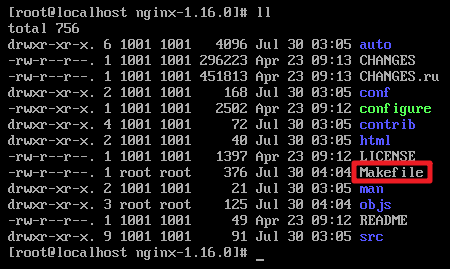 [root@localhost nginx-1.16.0]# ll
total 756
drwxr-xr-x. 6 1001 1001   4096 Jul 30 03:05 auto
-rw-r--r--. 1 1001 1001 296223 Apr 23 09:13 CHANGES
-rw-r--r--. 1 1001 1001 451813 Apr 23 09:13 CHANGES.ru
drwxr-xr-x. 2 1001 1001    168 Jul 30 03:05 conf
-rwxr-xr-x. 1 1001 1001   2502 Apr 23 09:12 configure
drwxr-xr-x. 4 1001 1001     72 Jul 30 03:05 contrib
drwxr-xr-x. 2 1001 1001     40 Jul 30 03:05 html
-rw-r--r--. 1 1001 1001   1397 Apr 23 09:12 LICENSE
-rw-r--r--. 1 root root    376 Jul 30 04:04 Makefile
drwxr-xr-x. 2 1001 1001     21 Jul 30 03:05 man
drwxr-xr-x. 3 root root    125 Jul 30 04:04 objs
-rw-r--r--. 1 1001 1001     49 Apr 23 09:12 README
drwxr-xr-x. 9 1001 1001     91 Jul 30 03:05 src
[root@localhost nginx-1.16.0]# _